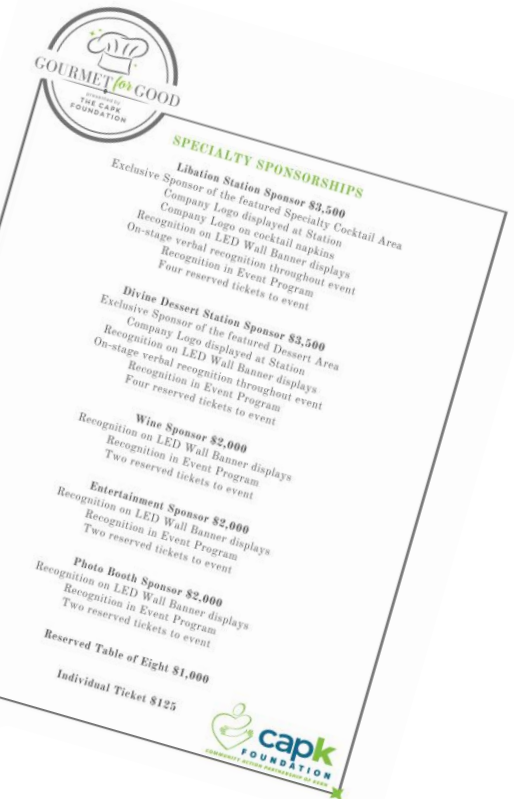 GOURMET for GOOD
presented by
THE CAPK
FOUNDATION
SPECIALTY SPONSORSHIPS
Libation Station Sponsor $3,500
Exclusive Sponsor of the featured Specialty Cocktail Area
Company Logo displayed at Station
Company Logo on cocktail napkins
Recognition on LED Wall Banner displays
On-stage verbal recognition throughout event
Recognition in Event Program
Four reserved tickets to event
Divine Dessert Station Sponsor $3,500
Exclusive Sponsor of the featured Dessert Area
Company Logo displayed at Station
Recognition on LED Wall Banner displays
On-stage verbal recognition throughout event
Recognition in Event Program
Four reserved tickets to event
Wine Sponsor $2,000
Recognition on LED Wall Banner displays
Recognition in Event Program
Two reserved tickets to event
Entertainment Sponsor $2,000
Recognition on LED Wall Banner displays
Recognition in Event Program
Two reserved tickets to event
Photo Booth Sponsor $2,000
Recognition on LED Wall Banner displays
Recognition in Event Program
Two reserved tickets to event
Reserved Table of Eight $1,000
Individual Ticket $125
capk
FOUNDATION
COMMUNITY ACTION PARTNERSHIP OF KERN